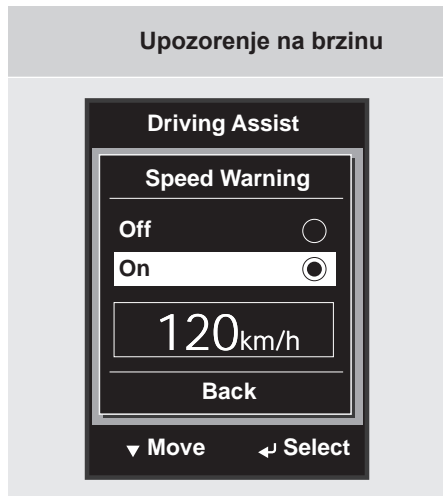 Upozorenje na brzinu
Driving Assist
Speed Warning
Off
On
120km/h
Back
▼ Move ↵ Select